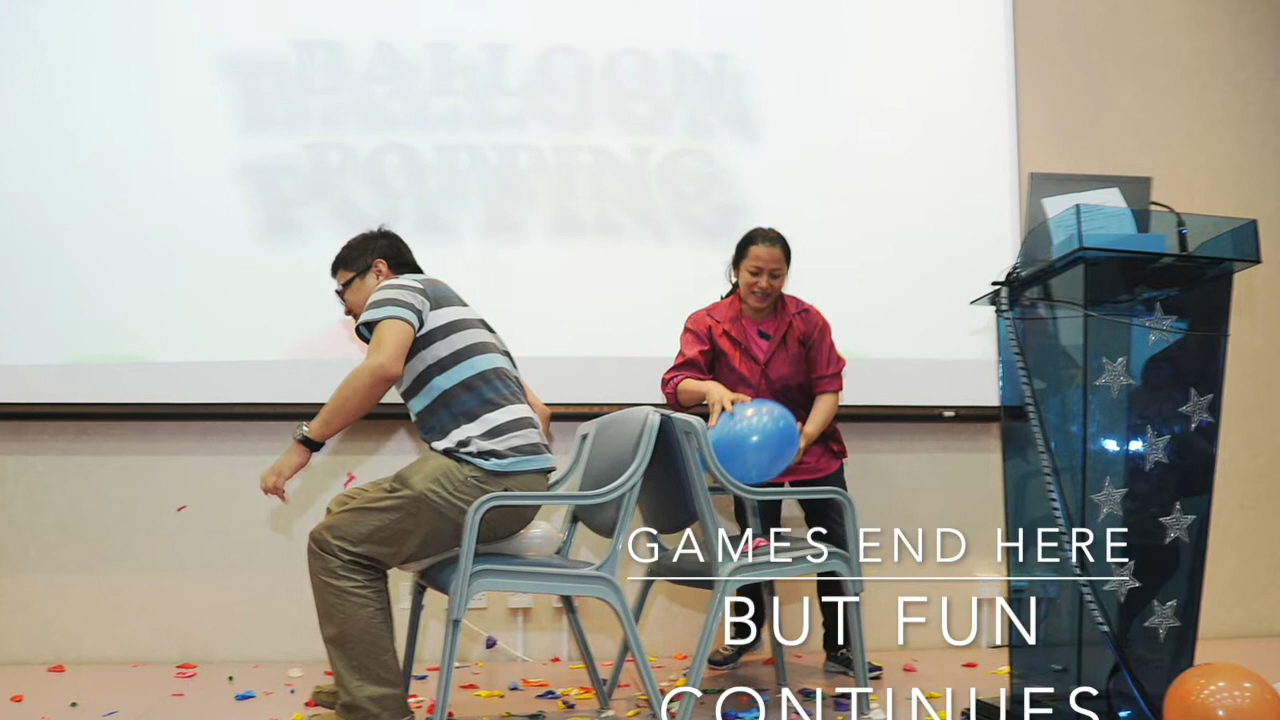 BALLOON
POPPING
GAMES END HERE
BUT FUN
CONTINUES